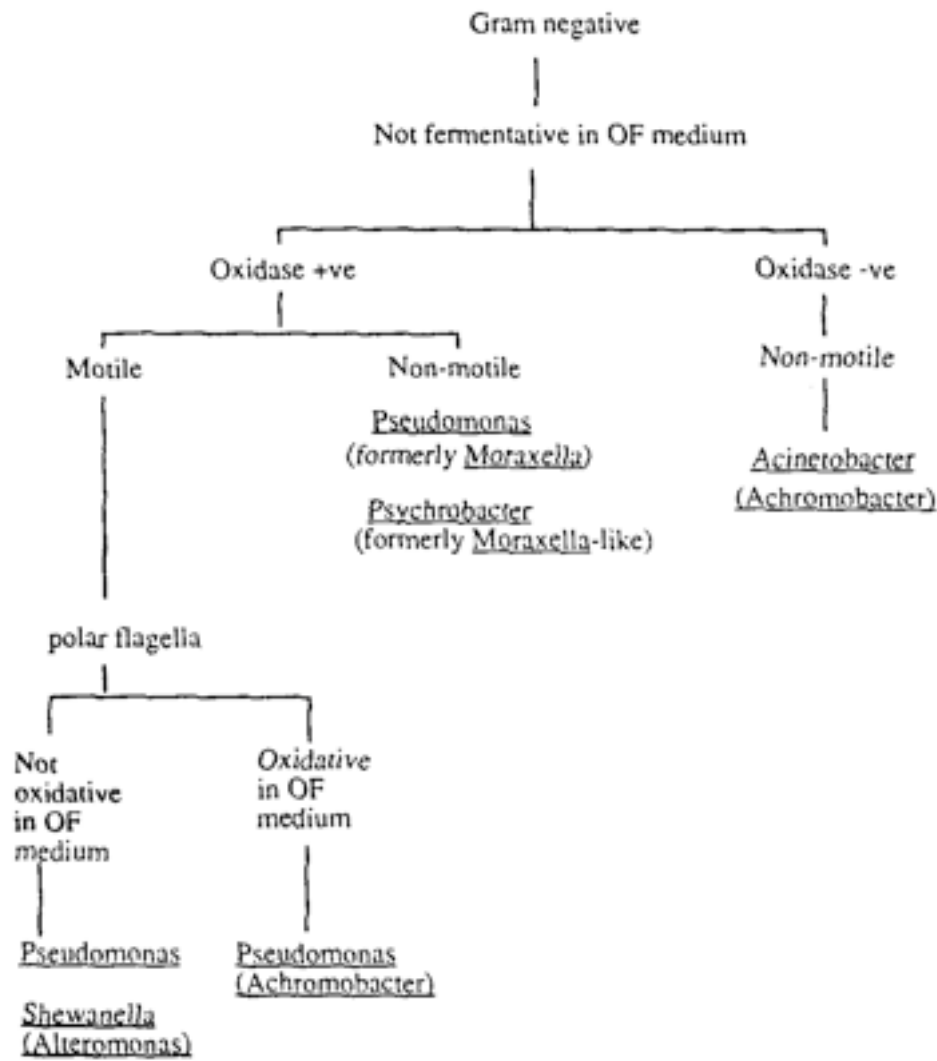 Gram negative
Not fermentative in OF medium
Oxidase +ve
Oxidase -ve
Motile
Non-motile
Non-motile
Pseudomonas
(formerly Moraxella)
Psychrobacter
(formerly Moraxella-like)
Acinetobacter
(Achromobacter)
polar flagella
Not
oxidative
in OF
medium
Oxidative
in OF
medium
Pseudomonas
Shewanella
(Alteromonas)
Pseudomonas
(Achromobacter)